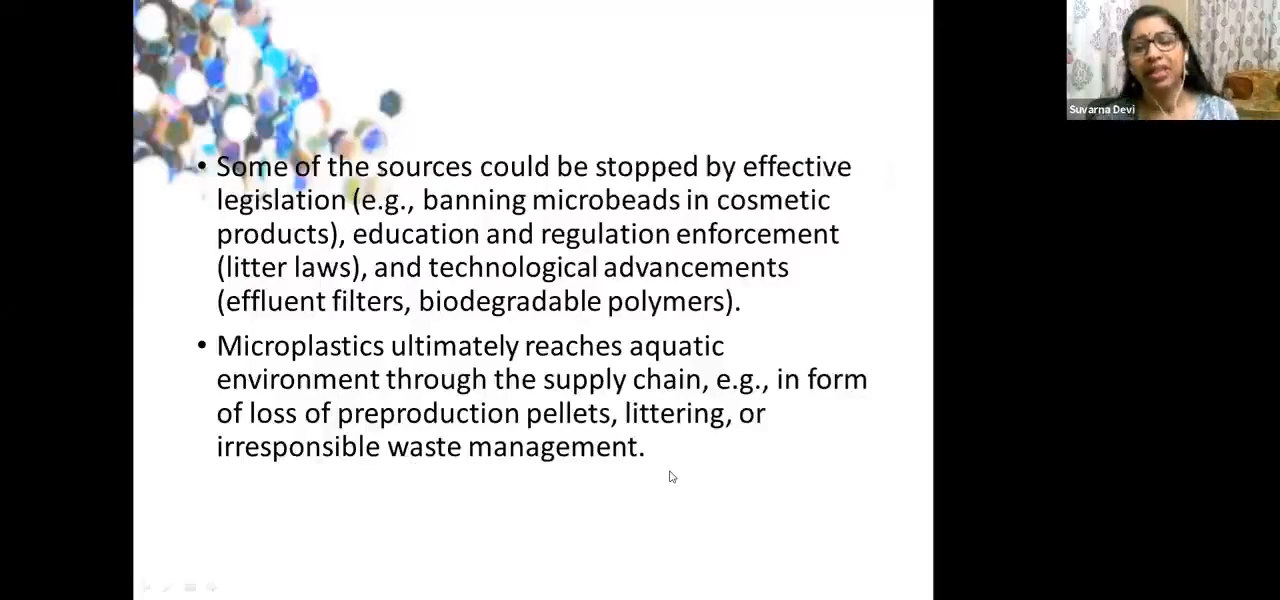 Suvarna Devi
• Some of the sources could be stopped by effective
legislation (e.g., banning microbeads in cosmetic
products), education and regulation enforcement
(litter laws), and technological advancements
(effluent filters, biodegradable polymers).
• Microplastics ultimately reaches aquatic
environment through the supply chain, e.g., in form
of loss of preproduction pellets, littering, or
irresponsible waste management.